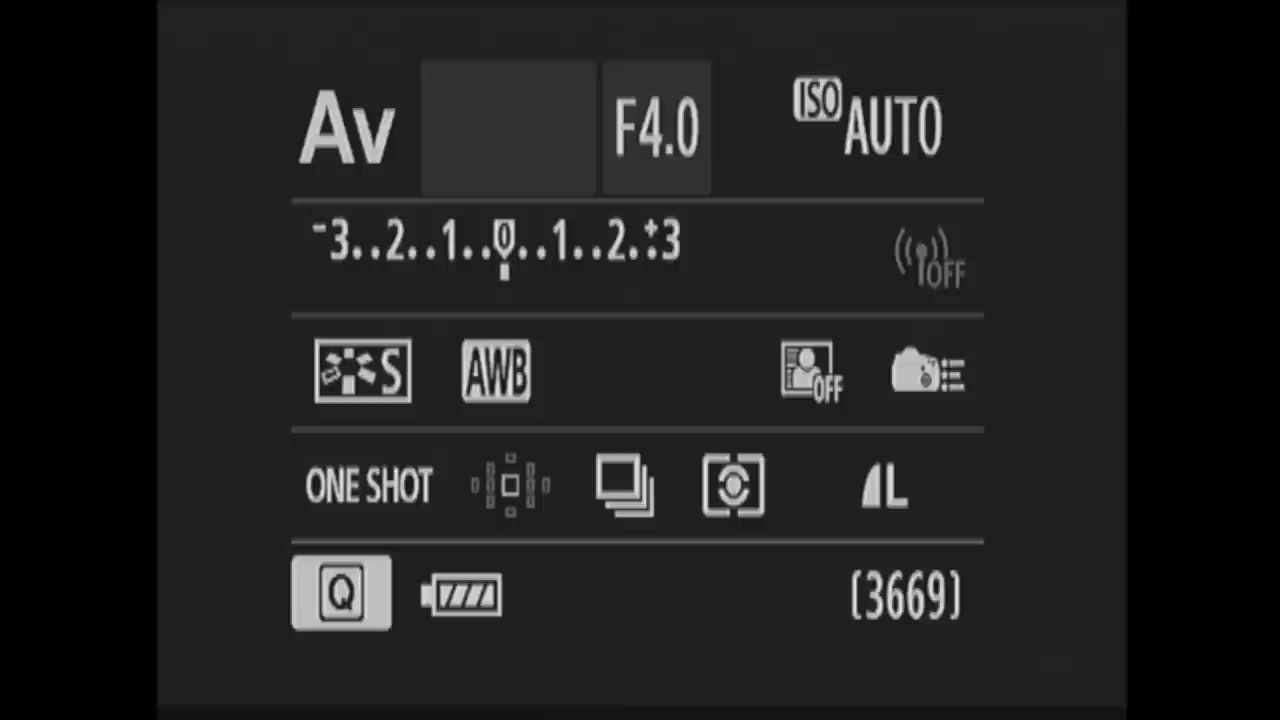 Av F4.0 ISO AUTO
-3..2..1..0..1..2..+3 OFF
S AWB OFF
ONE SHOT L
Q (3669)